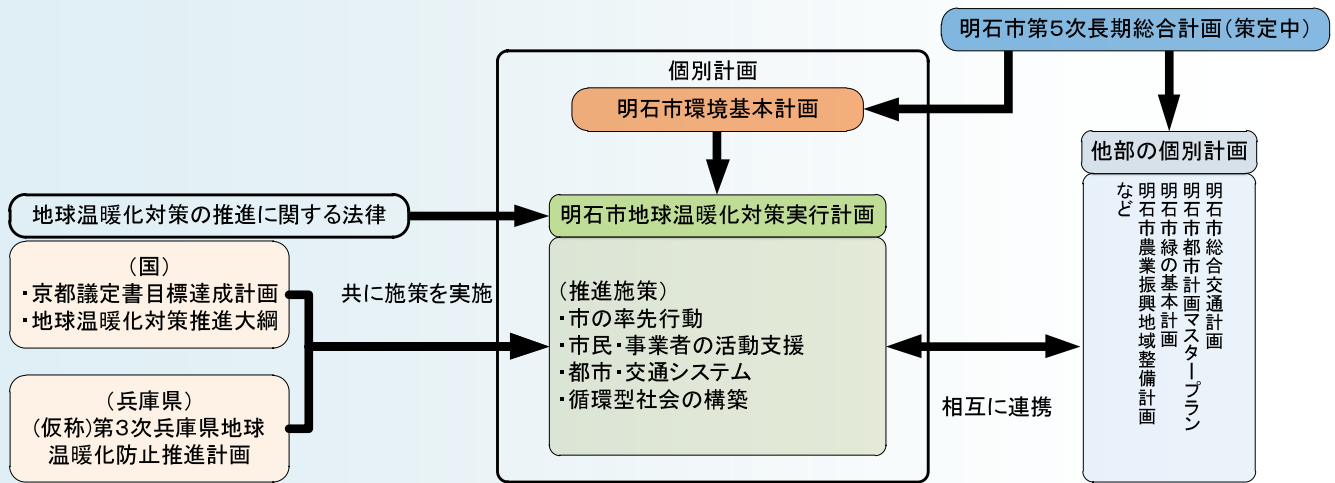 明石市第5次長期総合計画(策定中)
個別計画
明石市環境基本計画
他部の個別計画
明石市総合交通計画
明石市都市計画マスタープラン
明石市緑の基本計画
明石市農業振興地域整備計画
など
地球温暖化対策の推進に関する法律
明石市地球温暖化対策実行計画
(国)
・京都議定書目標達成計画
・地球温暖化対策推進大綱
共に施策を実施
(推進施策)
・市の率先行動
・市民・事業者の活動支援
・都市・交通システム
・循環型社会の構築
相互に連携
(兵庫県)
(仮称)第3次兵庫県地球
温暖化防止推進計画